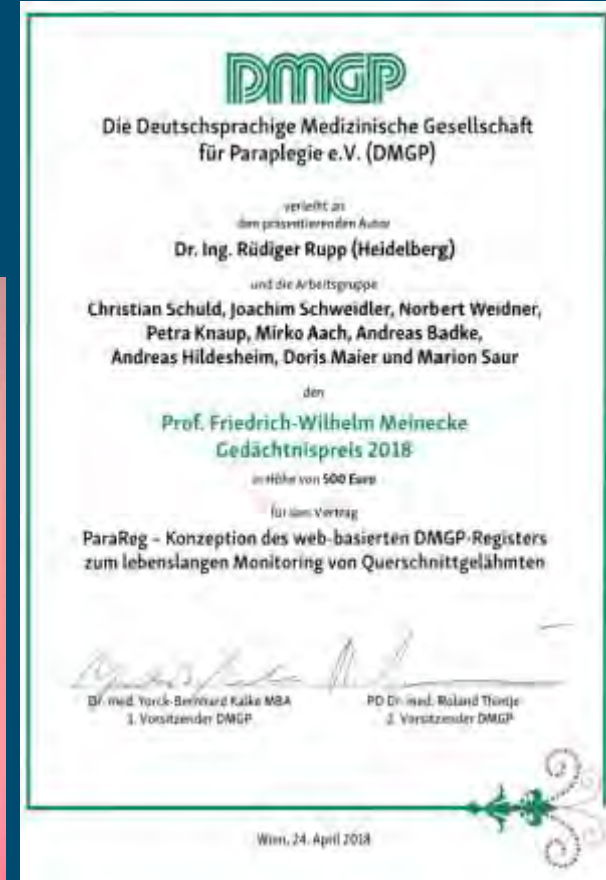 DMGP
Die Deutschsprachige Medizinische Gesellschaft
für Paraplegie e.V. (DMGP)
verleiht an
den präsentierenden Autor
Dr. Ing. Rüdiger Rupp (Heidelberg)
und die Arbeitsgruppe
Christian Schuld, Joachim Schweidler, Norbert Weidner,
Petra Knaup, Mirko Aach, Andreas Badke,
Andreas Hildesheim, Doris Maier und Marion Saur
den
Prof. Friedrich-Wilhelm Meinecke
Gedächtnispreis 2018
in Höhe von 500 Euro
für den Vortrag
ParaReg – Konzeption des web-basierten DMGP-Registers
zum lebenslangen Monitoring von Querschnittgelähmten
Dr. med. Yorck-Bernhard Kalke MBA
PD Dr. med. Roland Thietje
1. Vorsitzender DMGP
2. Vorsitzender DMGP
Wien, 24. April 2018